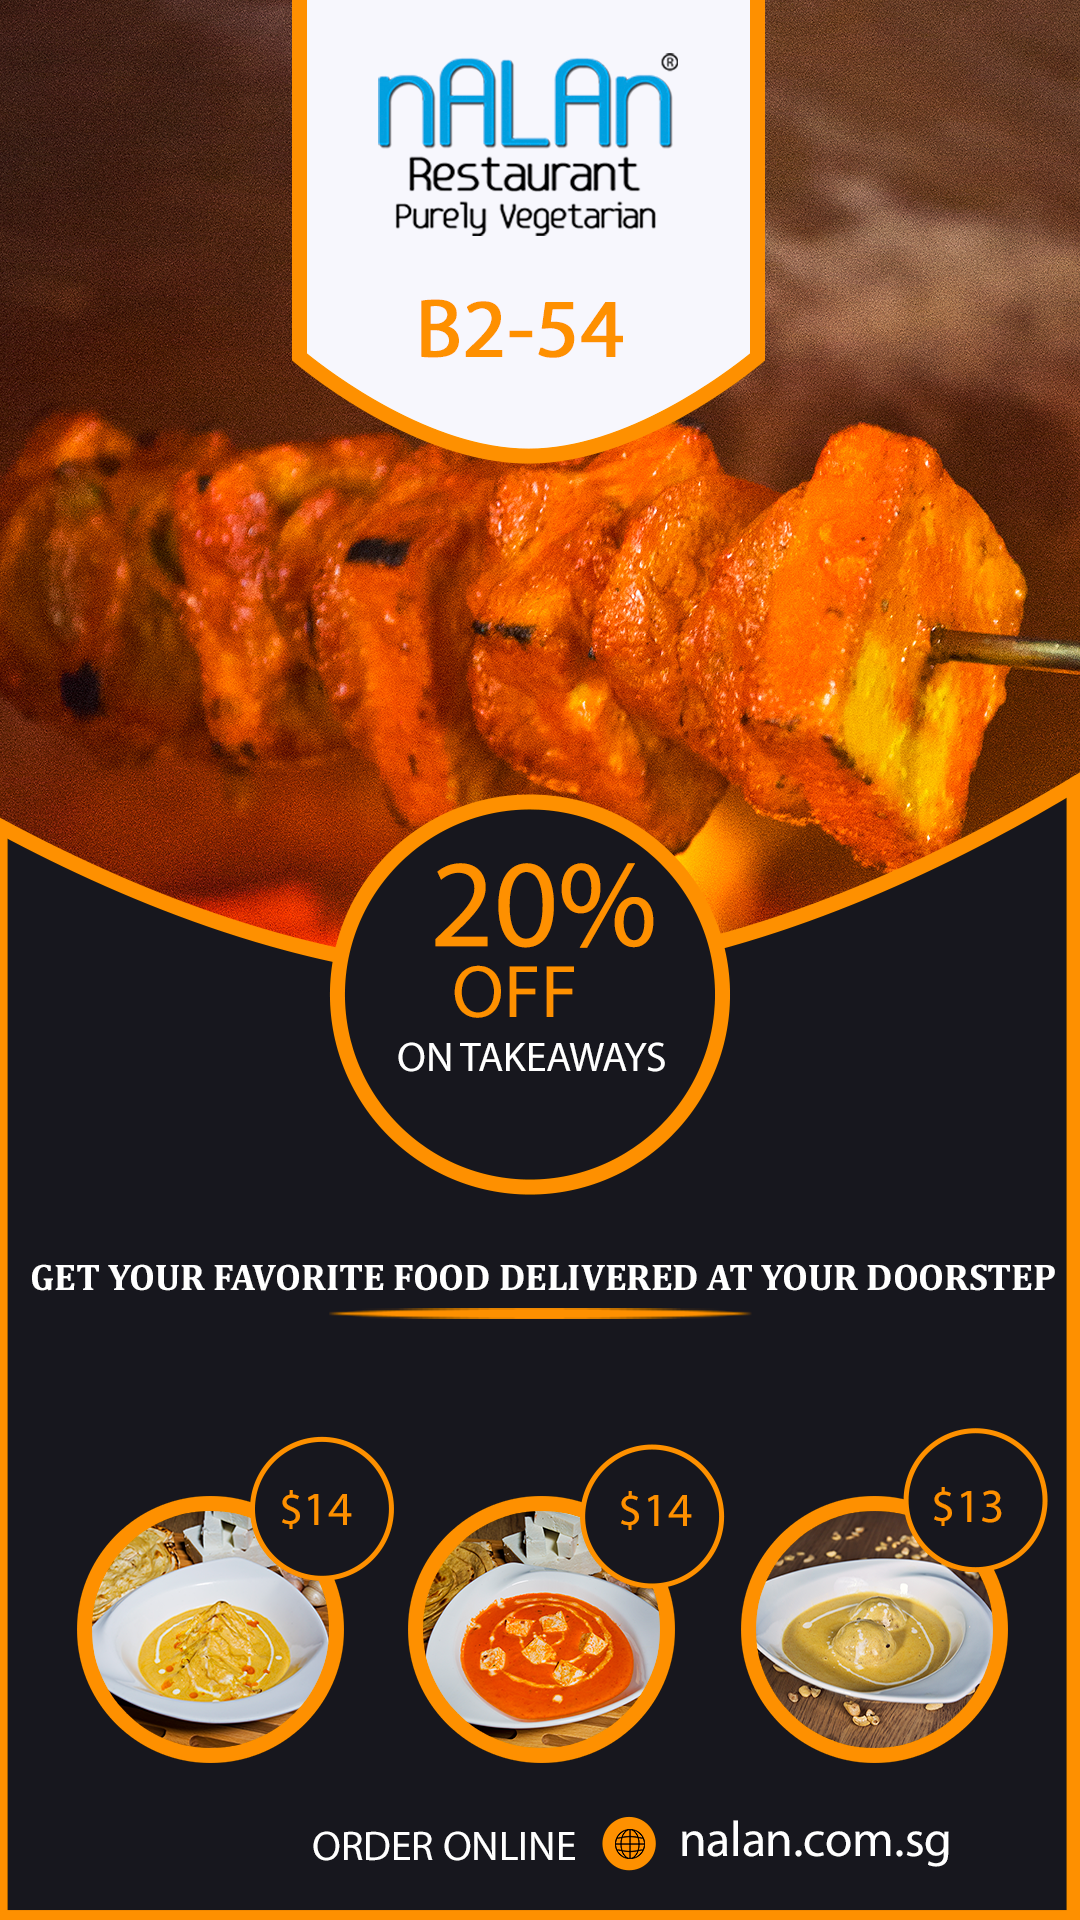 nALAn®
Restaurant
Purely Vegetarian
B2-54
20%
OFF
ON TAKEAWAYS
GET YOUR FAVORITE FOOD DELIVERED AT YOUR DOORSTEP
$14 $14 $13
ORDER ONLINE nalan.com.sg